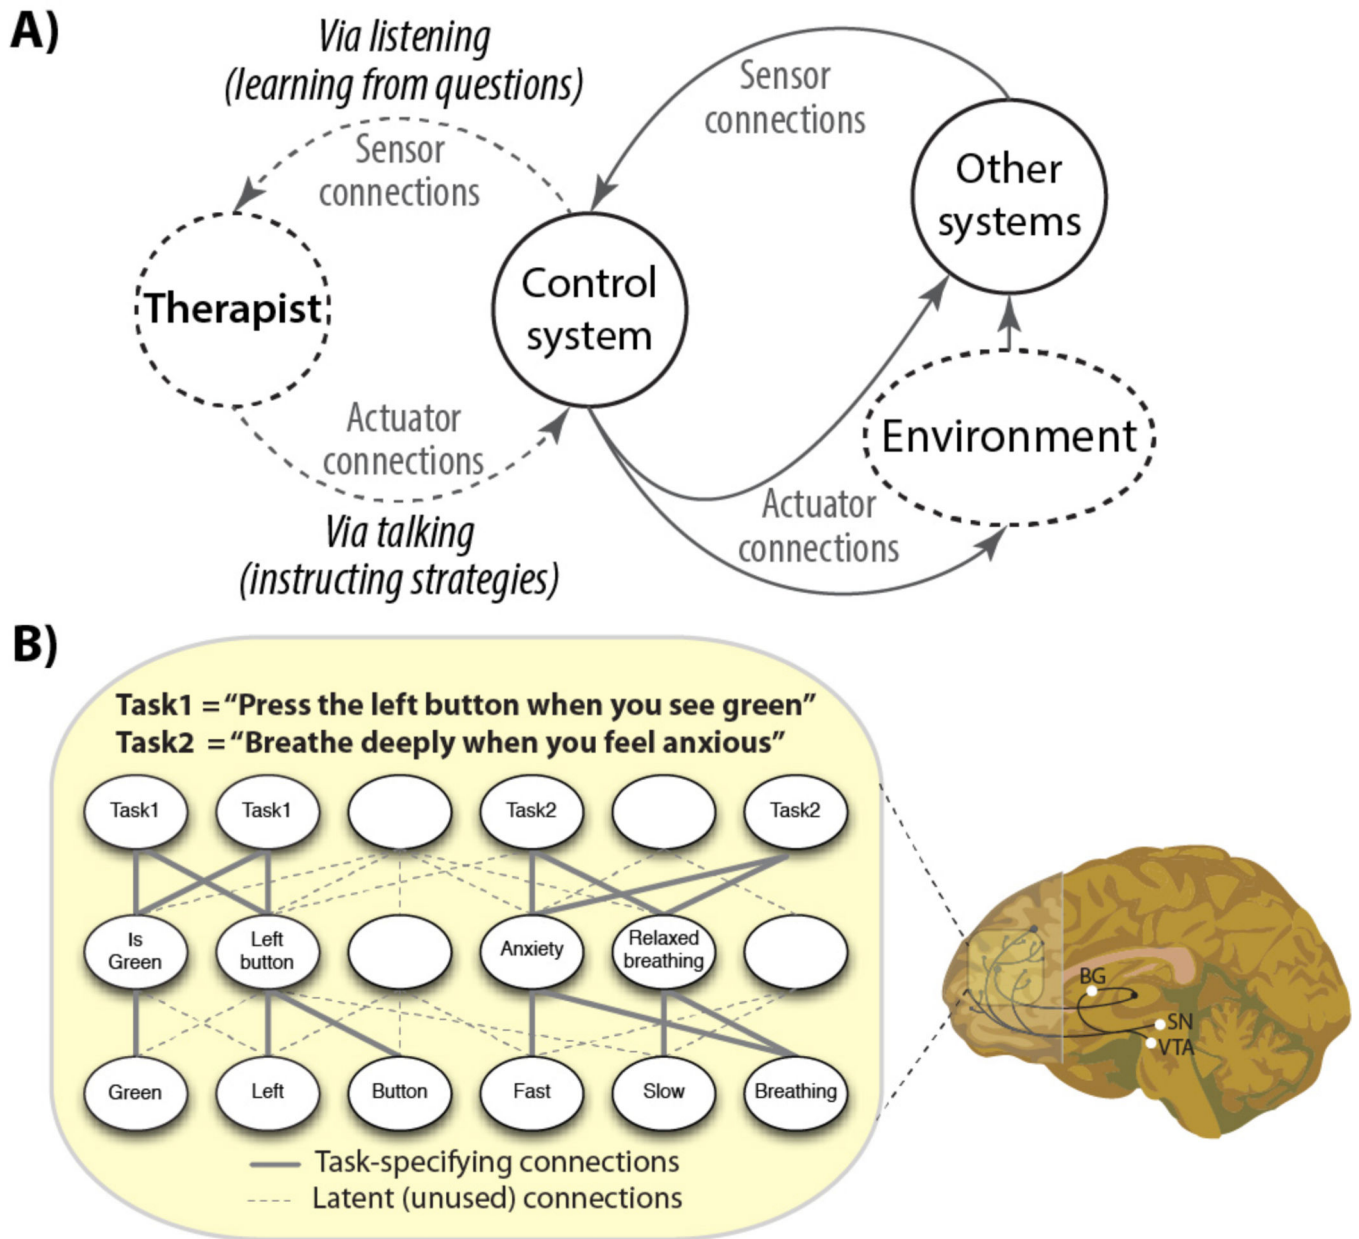 A)
Via listening
(learning from questions)
Sensor
connections
Sensor
connections
Other
systems
Therapist
Control
system
Environment
Actuator
connections
Actuator
connections
Via talking
(instructing strategies)
B)
Task1 = “Press the left button when you see green”
Task2 = “Breathe deeply when you feel anxious”
Task1
Task1
Task2
Task2
Is
Green
Left
button
Anxiety
Relaxed
breathing
Green
Left
Button
Fast
Slow
Breathing
Task-specifying connections
Latent (unused) connections
BG
SN
VTA